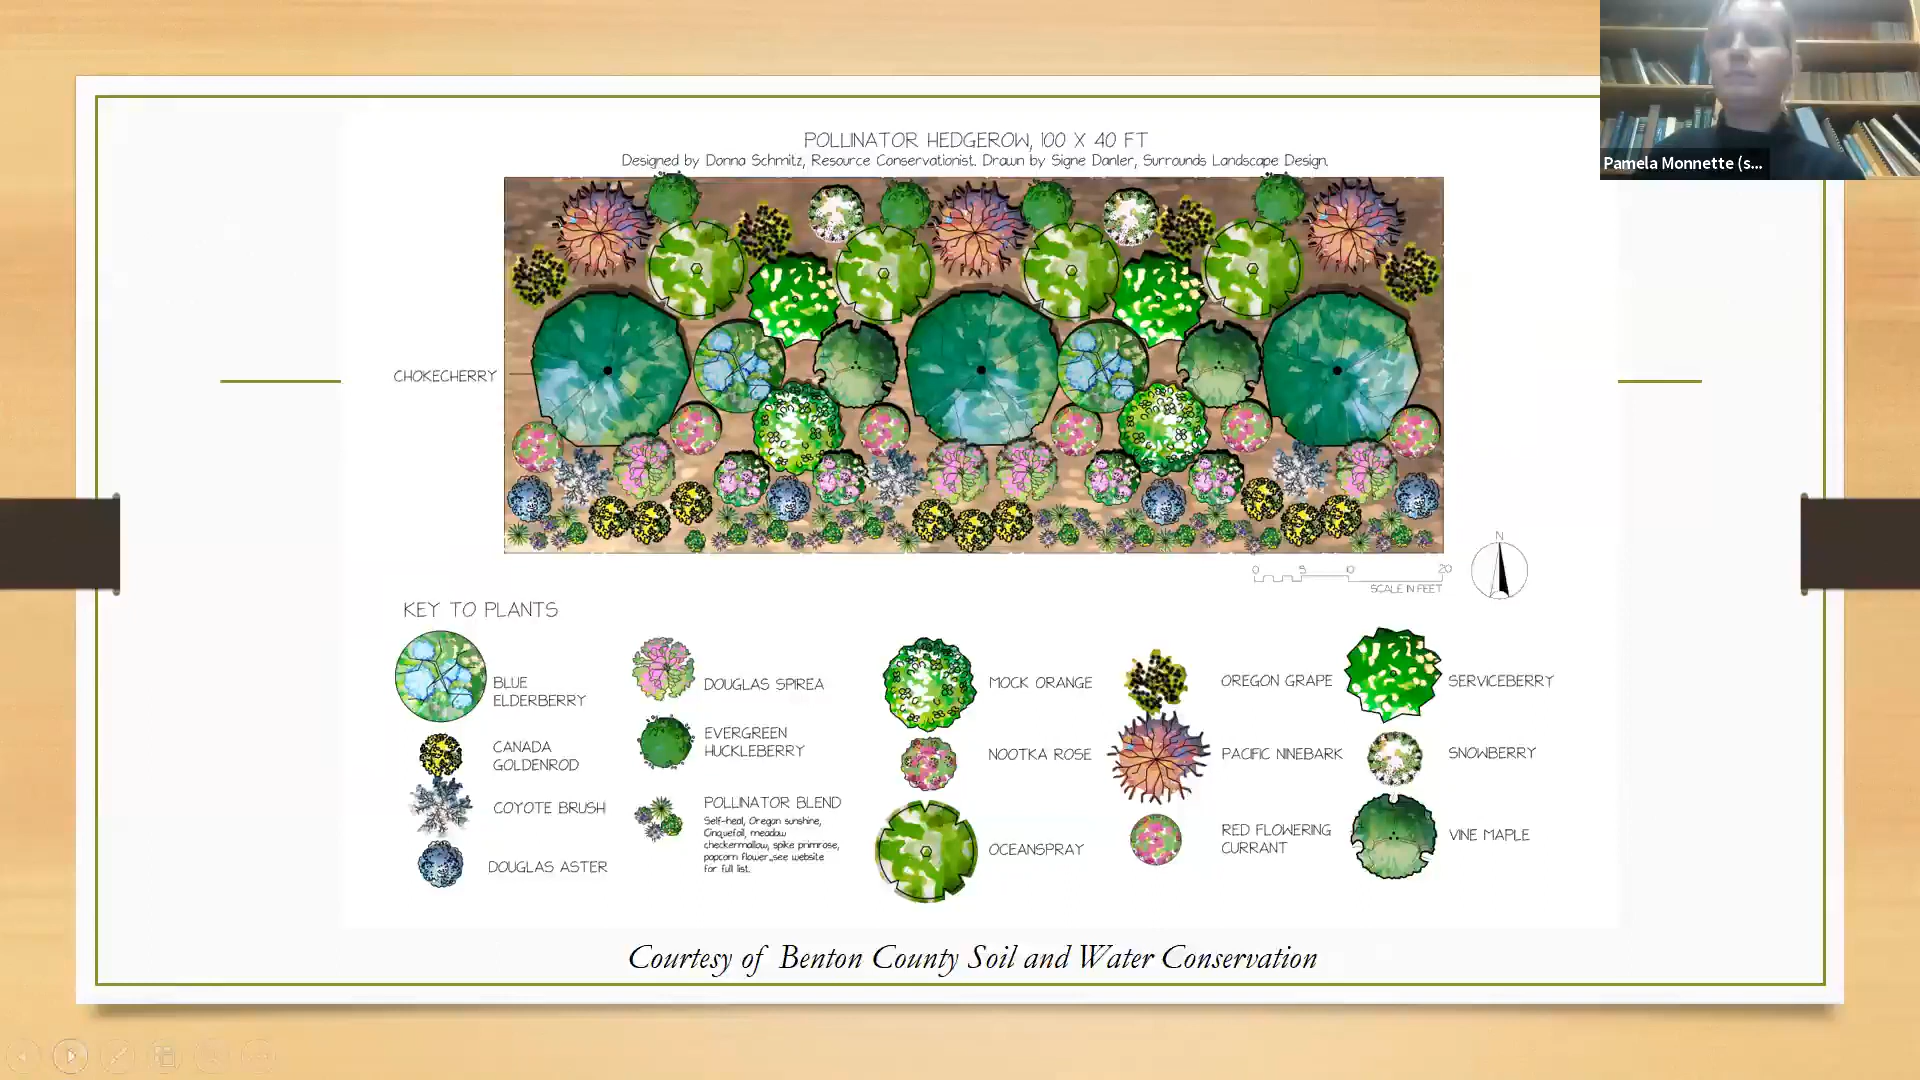 POLLINATOR HEDGEROW, 100 X 40 FT
Designed by Donna Schmitz, Resource Conservationist. Drawn by Signe Danler, Surrounds Landscape Design.
Pamela Monnette (s...
CHOKECHERRY
N
0 5 10 20
SCALE IN FEET
KEY TO PLANTS
BLUE
ELDERBERRY
CANADA
GOLDENROD
COYOTE BRUSH
DOUGLAS ASTER
DOUGLAS SPIREA
EVERGREEN
HUCKLEBERRY
POLLINATOR BLEND
Self-heal, Oregon sunshine,
Cinquefoil, meadow
checkermallow, spike primrose,
popcorn flower...see website
for full list.
MOCK ORANGE
NOOTKA ROSE
OCEANSPRAY
OREGON GRAPE
PACIFIC NINEBARK
RED FLOWERING
CURRANT
SERVICEBERRY
SNOWBERRY
VINE MAPLE
Courtesy of Benton County Soil and Water Conservation